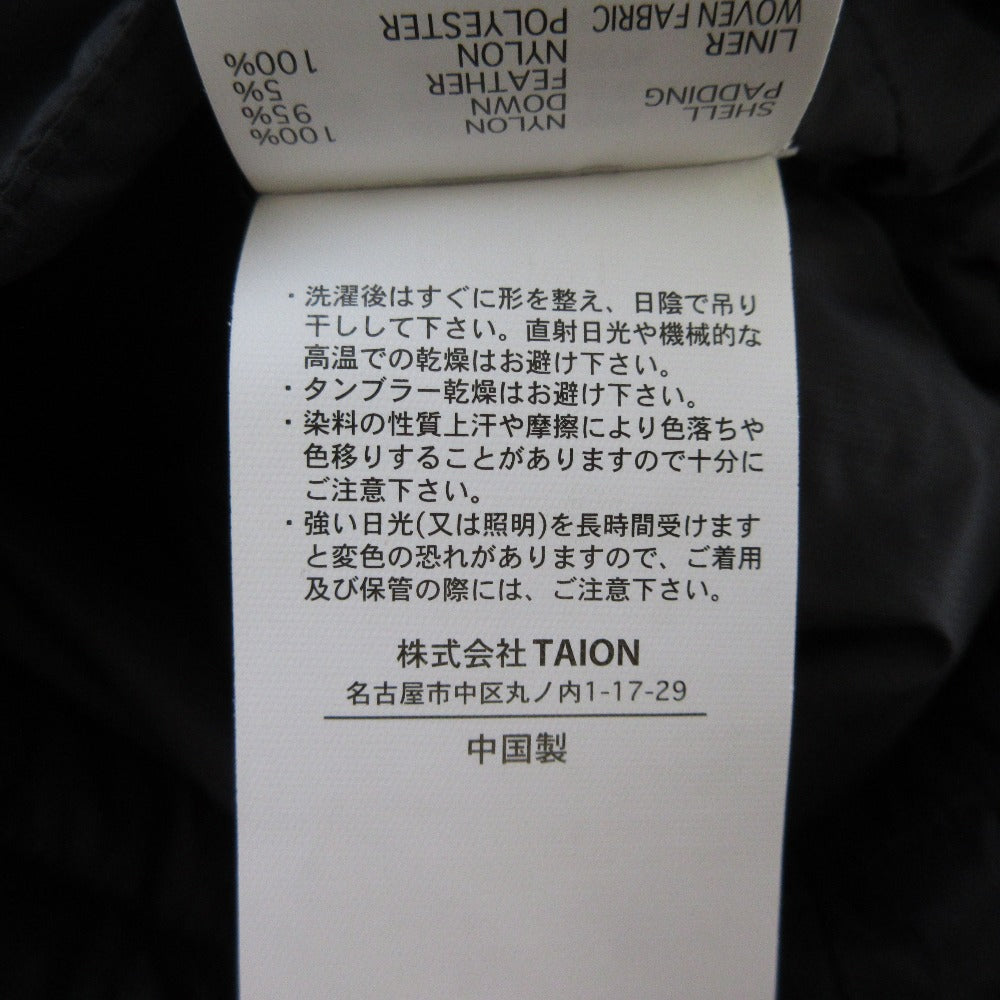 SHELL NYLON 100%
PADDING DOWN 95%
FEATHER 5%
LINER NYLON 100%
WOVEN FABRIC POLYESTER
・洗濯後はすぐに形を整え、日陰で吊り
干しして下さい。直射日光や機械的な
高温での乾燥はお避け下さい。
・タンブラー乾燥はお避け下さい。
・染料の性質上汗や摩擦により色落ちや
色移りすることがありますので十分に
ご注意下さい。
・強い日光(又は照明)を長時間受けます
と変色の恐れがありますので、ご着用
及び保管の際には、ご注意下さい。
株式会社 TAION
名古屋市中区丸ノ内1-17-29
中国製